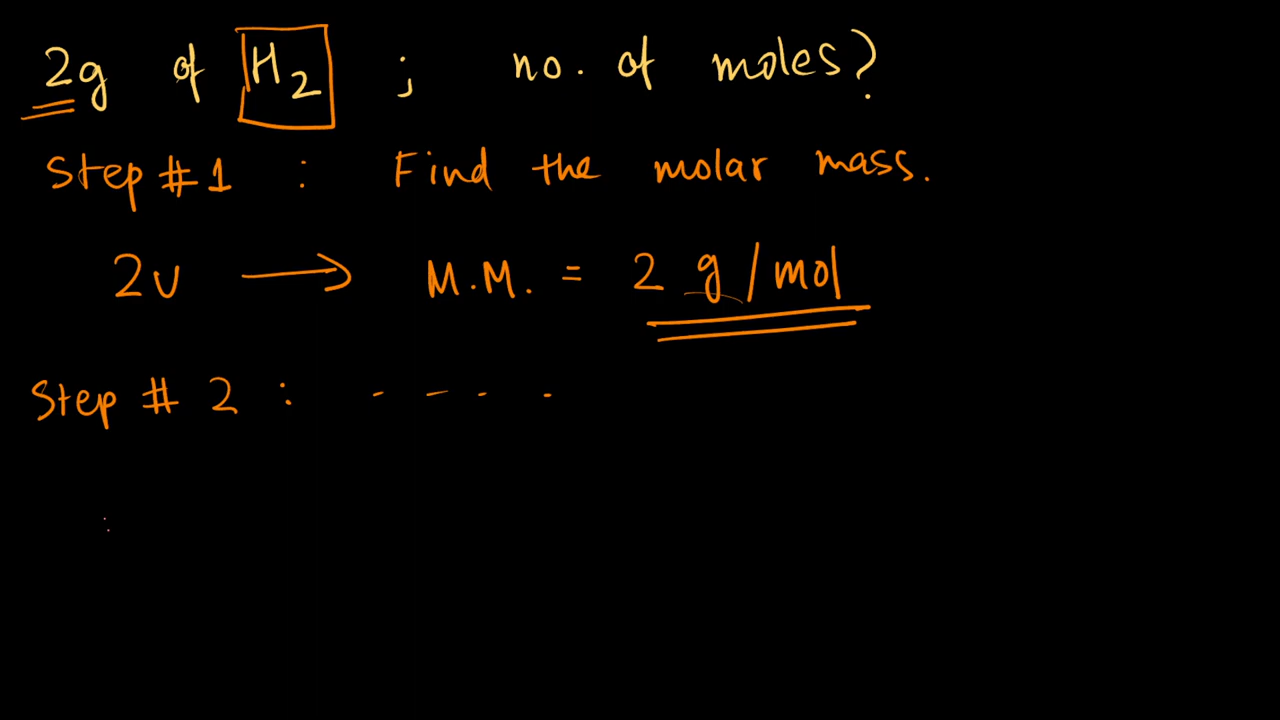 2g of H2 ; no. of moles?
Step #1 : Find the molar mass.
2u → M.M. = 2 g/mol
Step # 2 : - - - -
: